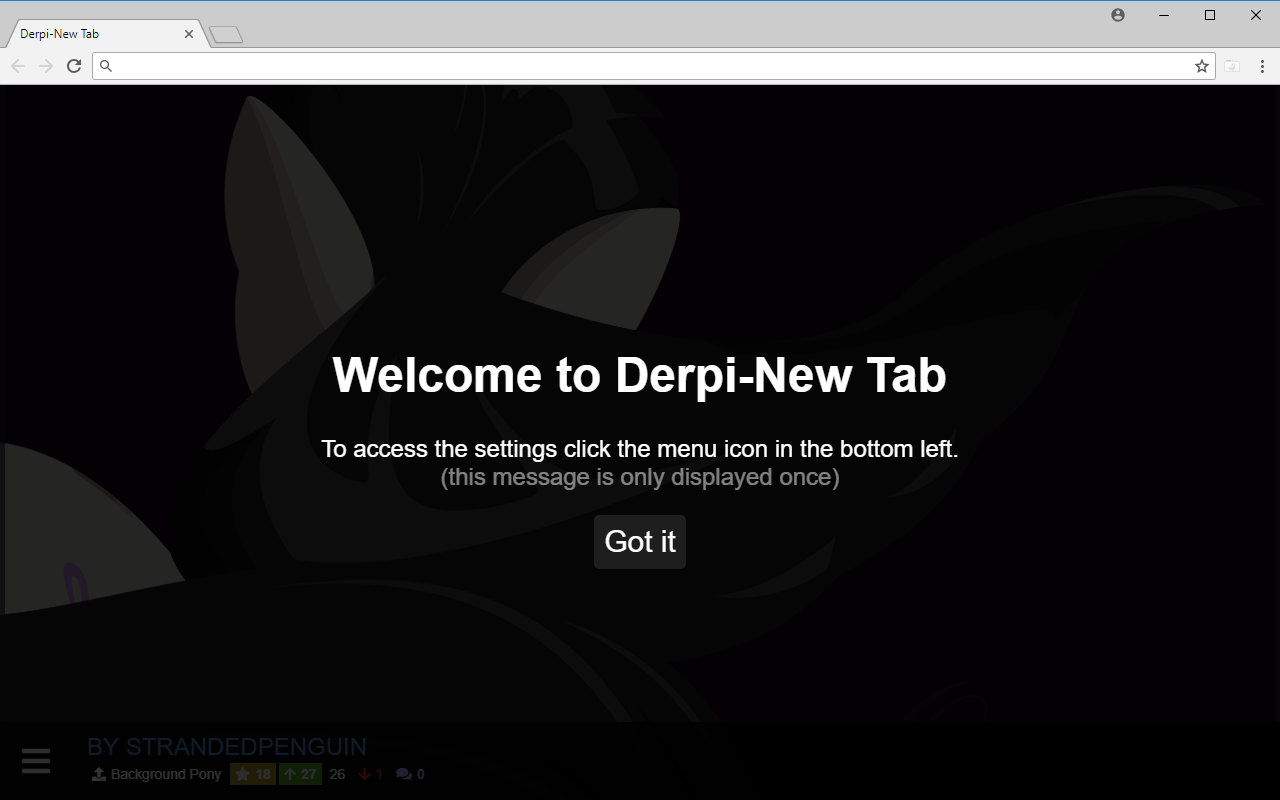 Derpi-New Tab
Welcome to Derpi-New Tab
To access the settings click the menu icon in the bottom left.
(this message is only displayed once)
Got it
BY STRANDEDPENGUIN
Background Pony 18 27 26 1 0